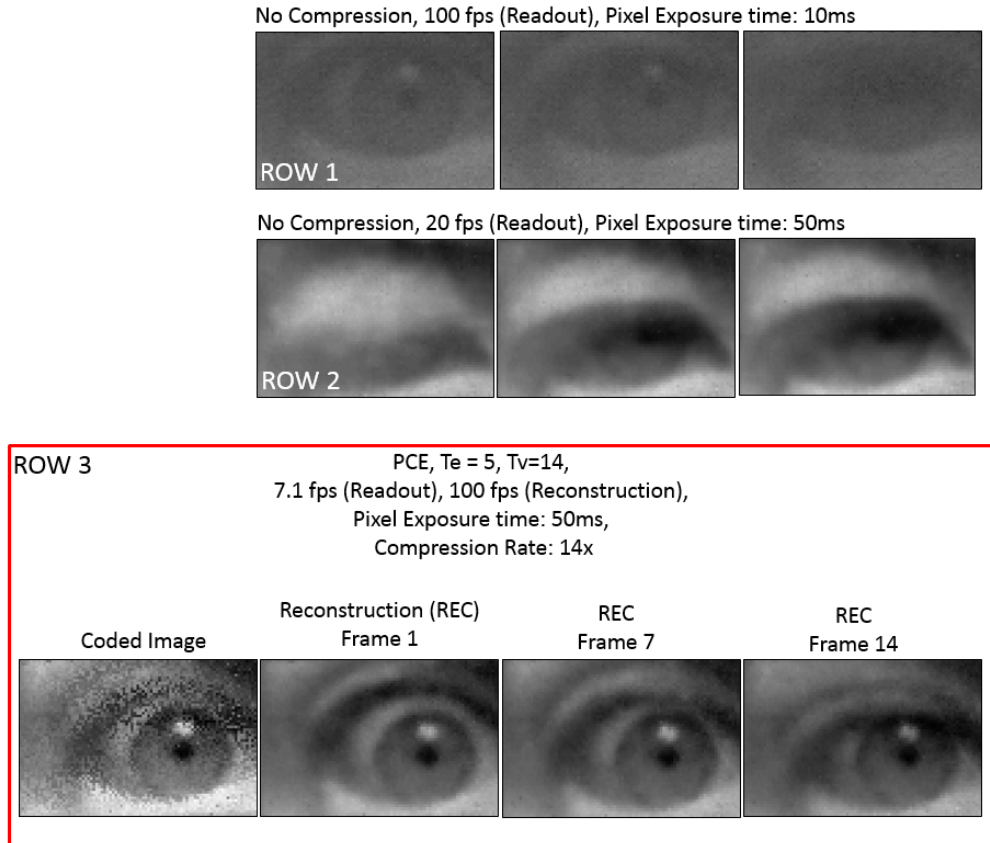 No Compression, 100 fps (Readout), Pixel Exposure time: 10ms
ROW 1
No Compression, 20 fps (Readout), Pixel Exposure time: 50ms
ROW 2
ROW 3
PCE, Te = 5, Tv=14,
7.1 fps (Readout), 100 fps (Reconstruction),
Pixel Exposure time: 50ms,
Compression Rate: 14x
Coded Image
Reconstruction (REC)
Frame 1
REC
Frame 7
REC
Frame 14